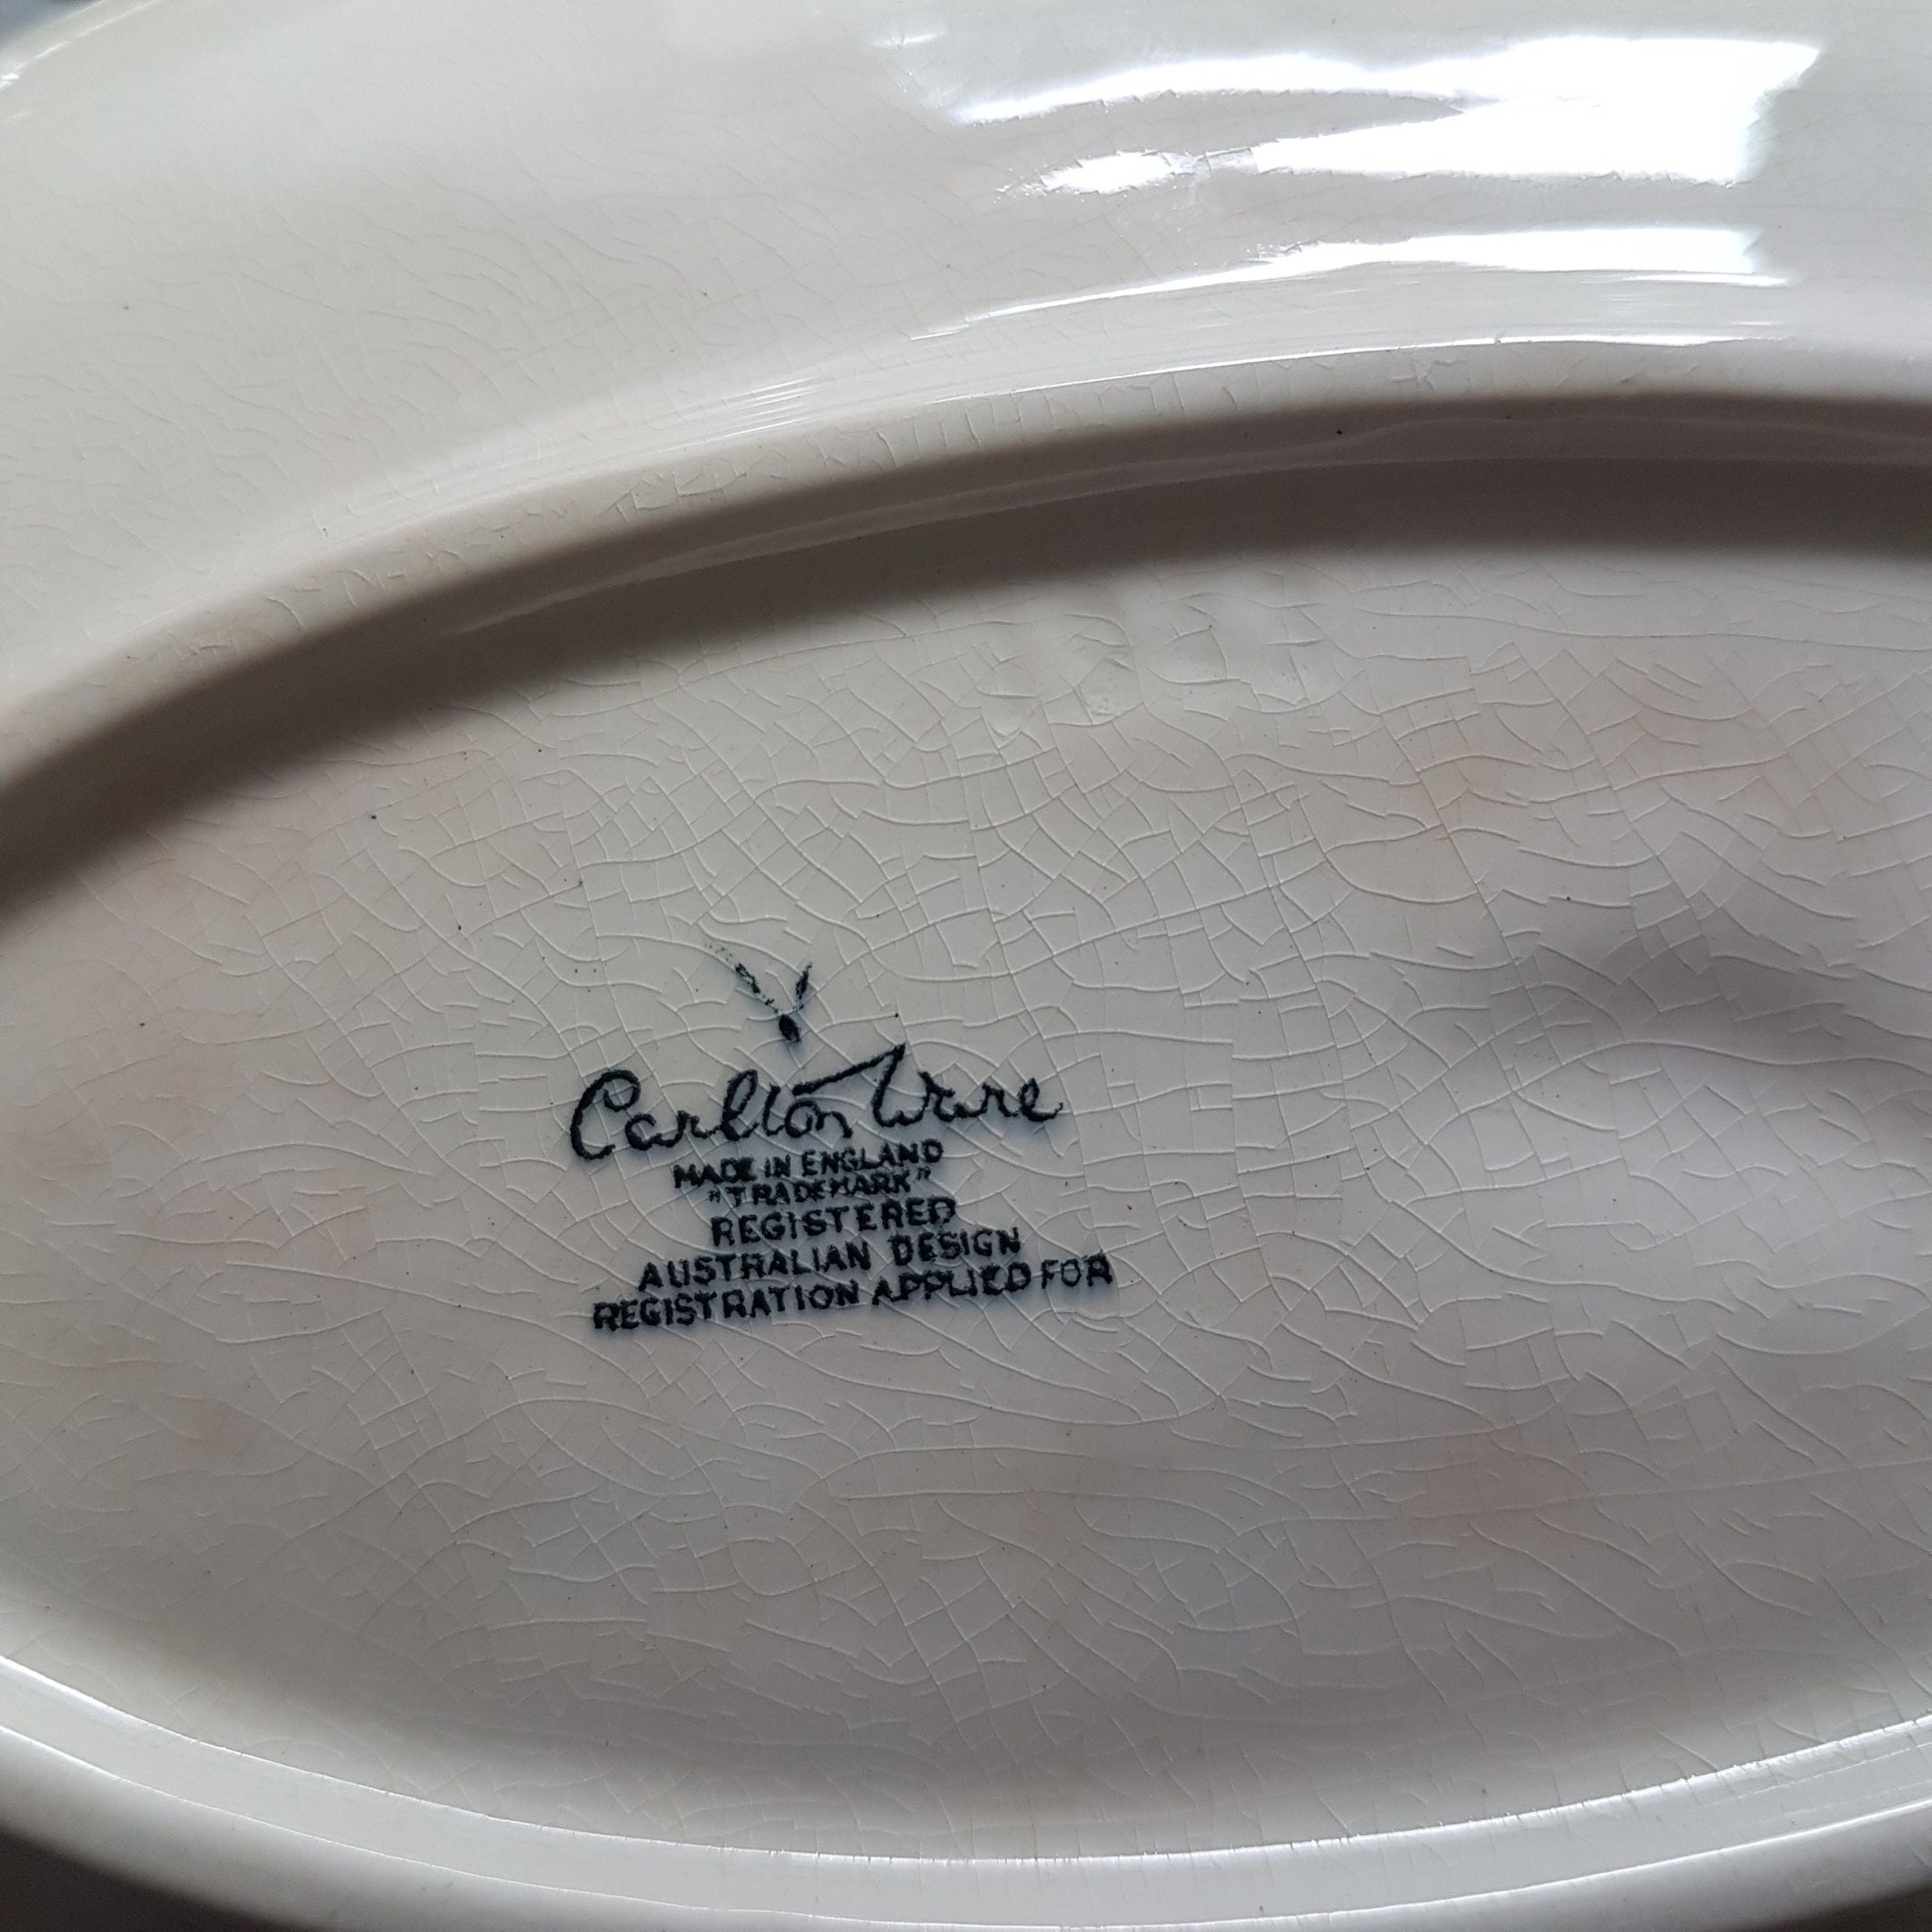 Carlton Ware
MADE IN ENGLAND
"TRADEMARK"
REGISTERED
AUSTRALIAN DESIGN
REGISTRATION APPLIED FOR